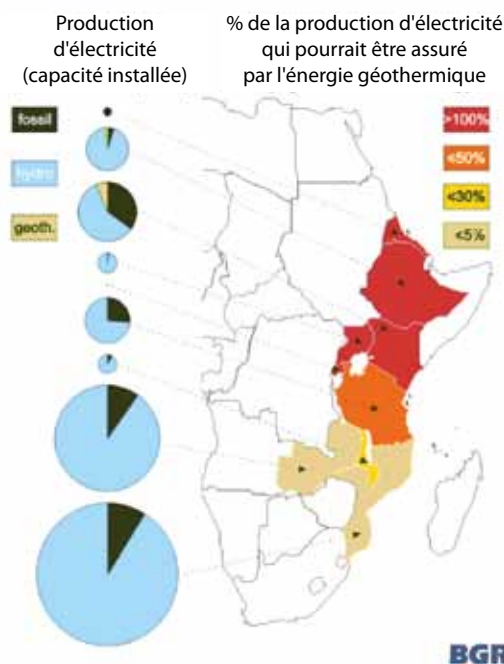 Production
d'électricité
(capacité installée)
% de la production d'électricité
qui pourrait être assuré
par l'énergie géothermique
fossil
hydro
geoth.
>100%
<50%
<30%
<5%
BGR